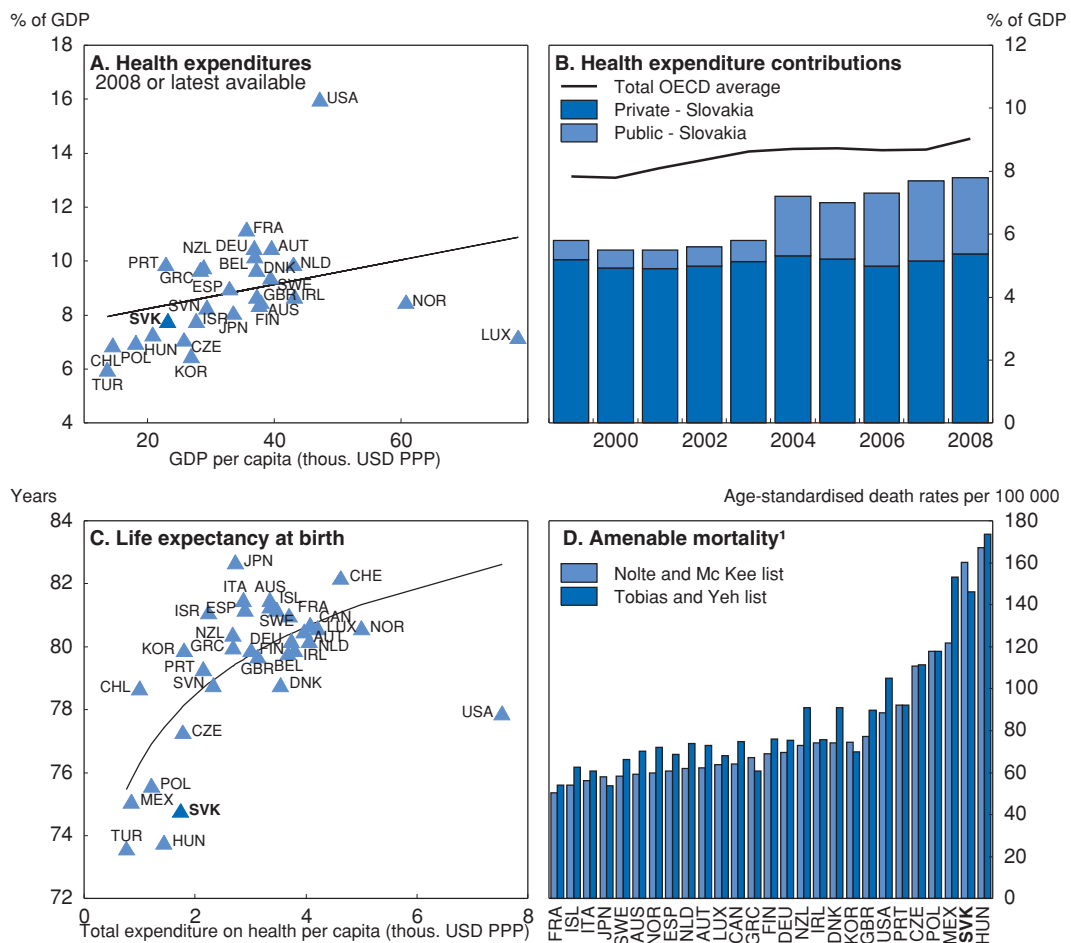 % of GDP
% of GDP
A. Health expenditures
2008 or latest available
18
16
14
12
10
8
6
4
USA
FRA
DEU
AUT
NZL
BEL
PRT
DNK
NLD
GRC
SWE
ESP
GBR
IRL
NOR
SVN
AUS
SVK
ISR
JPN
FIN
LUX
HUN
CZE
CHL
POL
KOR
TUR
20
40
60
80
GDP per capita (thous. USD PPP)
B. Health expenditure contributions
Total OECD average
Private - Slovakia
Public - Slovakia
12
10
8
6
4
2
0
2000
2002
2004
2006
2008
Years
Age-standardised death rates per 100 000
C. Life expectancy at birth
84
82
80
78
76
74
72
JPN
CHE
ITA
AUS
ISL
ISR
ESP
FRA
SWE
CAN
LUX
NOR
NZL
DEU
AUT
KOR
GRC
FIN
NLD
IRL
PRT
GBR
BEL
SVN
DNK
CHL
USA
CZE
POL
MEX
SVK
TUR
HUN
0
2
4
6
8
Total expenditure on health per capita (thous. USD PPP)
D. Amenable mortality¹
Nolte and Mc Kee list
Tobias and Yeh list
180
160
140
120
100
80
60
40
20
0
FRA
ISL
ITA
JPN
SWE
AUS
NOR
ESP
NLD
AUT
LUX
CAN
GRC
FIN
DEU
NZL
IRL
DNK
KOR
GBR
USA
PRT
CZE
POL
MEX
SVK
HUN